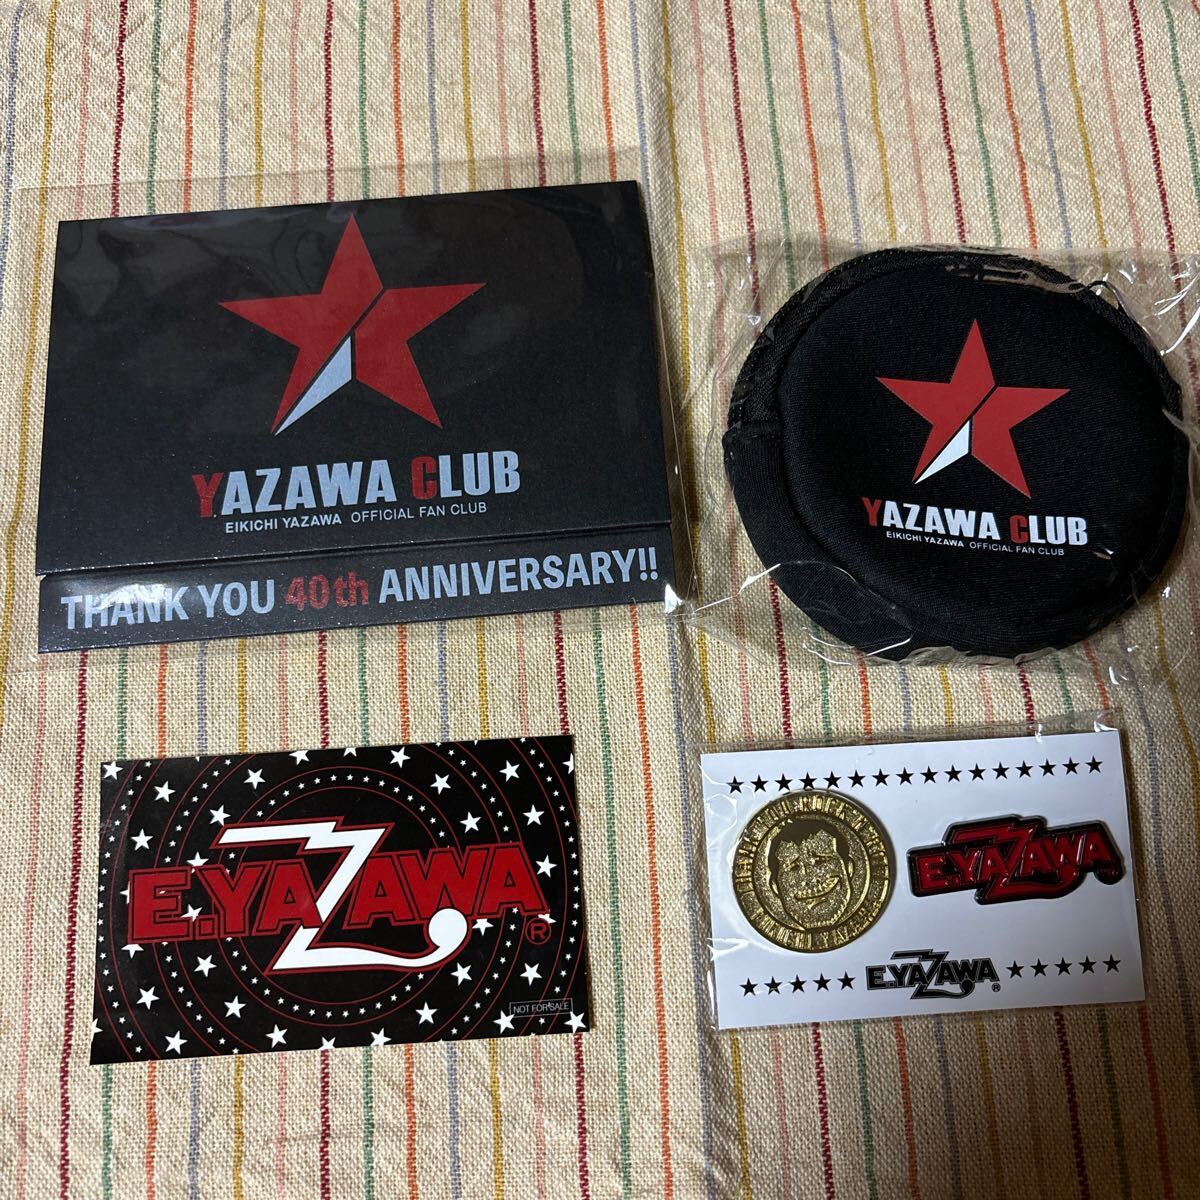 YAZAWA CLUB
EIKICHI YAZAWA OFFICIAL FAN CLUB
THANK YOU 40th ANNIVERSARY!!
YAZAWA CLUB
EIKICHI YAZAWA OFFICIAL FAN CLUB
E.YAZAWA
®
NOT FOR SALE
E.YAZAWA
E.YAZAWA®